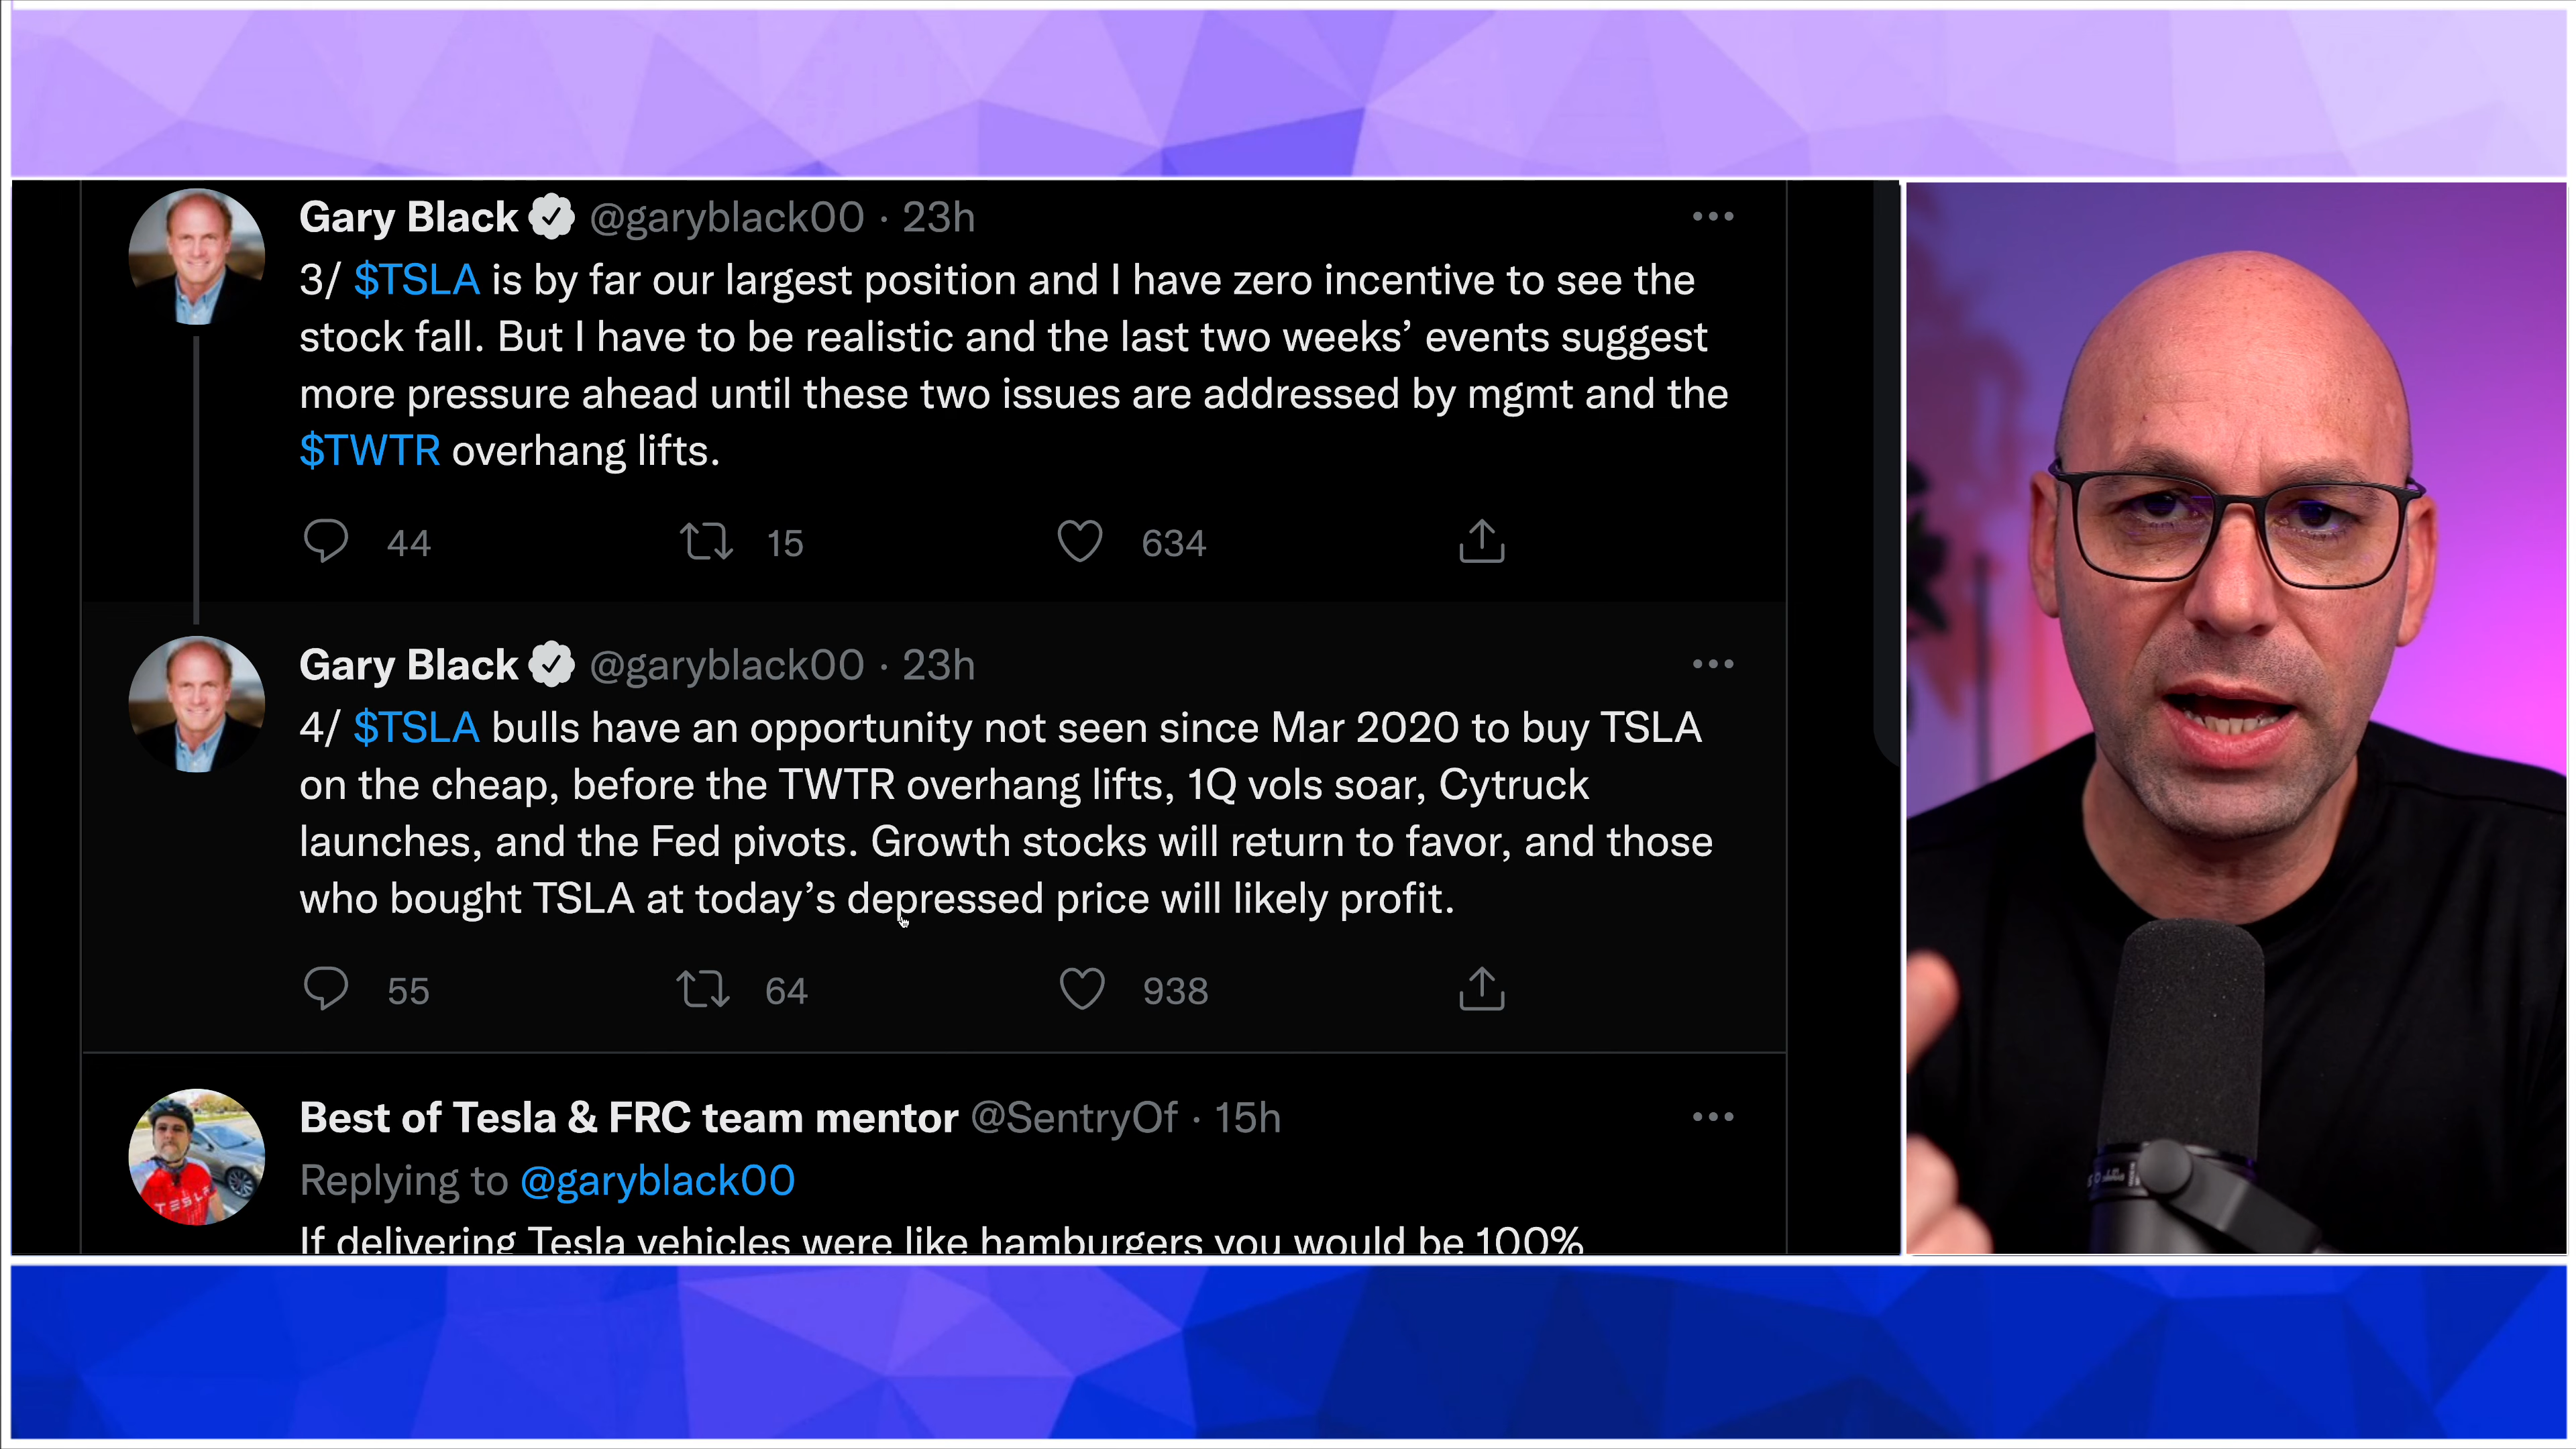 Gary Black @garyblack00 · 23h
3/ $TSLA is by far our largest position and I have zero incentive to see the
stock fall. But I have to be realistic and the last two weeks’ events suggest
more pressure ahead until these two issues are addressed by mgmt and the
$TWTR overhang lifts.
44 15 634
Gary Black @garyblack00 · 23h
4/ $TSLA bulls have an opportunity not seen since Mar 2020 to buy TSLA
on the cheap, before the TWTR overhang lifts, 1Q vols soar, Cytruck
launches, and the Fed pivots. Growth stocks will return to favor, and those
who bought TSLA at today’s depressed price will likely profit.
55 64 938
Best of Tesla & FRC team mentor @SentryOf · 15h
Replying to @garyblack00
If delivering Tesla vehicles were like hamburgers you would be 100%
TESLA